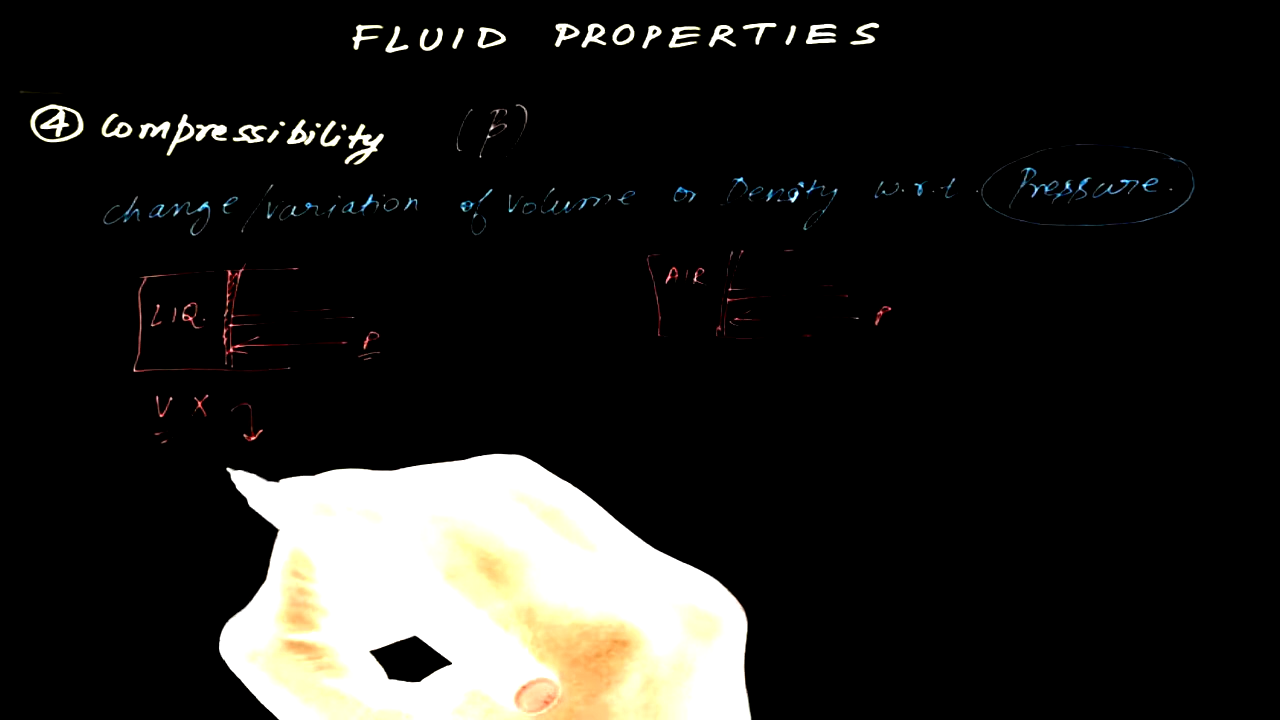 FLUID PROPERTIES
④ Compressibility (β)
change/variation of Volume or Density w.r.t. Pressure.
LIQ. P
AIR P
V X